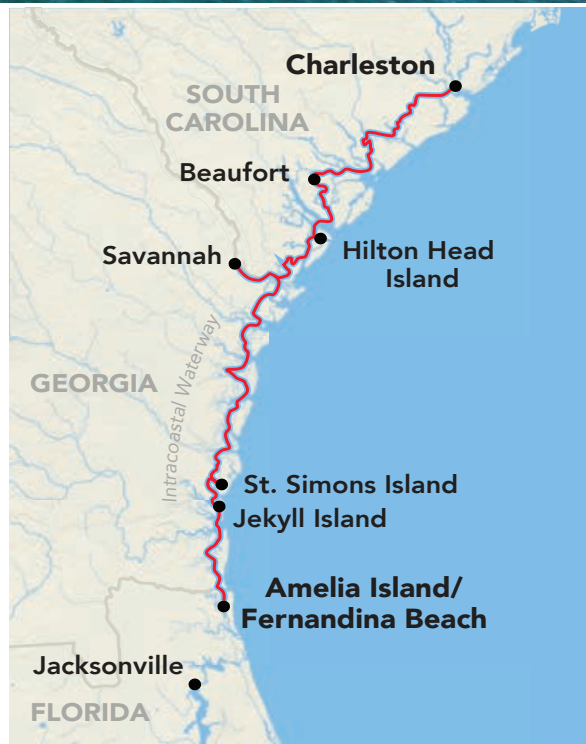 Charleston
SOUTH
CAROLINA
Beaufort
Hilton Head
Island
Savannah
Intracoastal Waterway
GEORGIA
St. Simons Island
Jekyll Island
Amelia Island/
Fernandina Beach
Jacksonville
FLORIDA